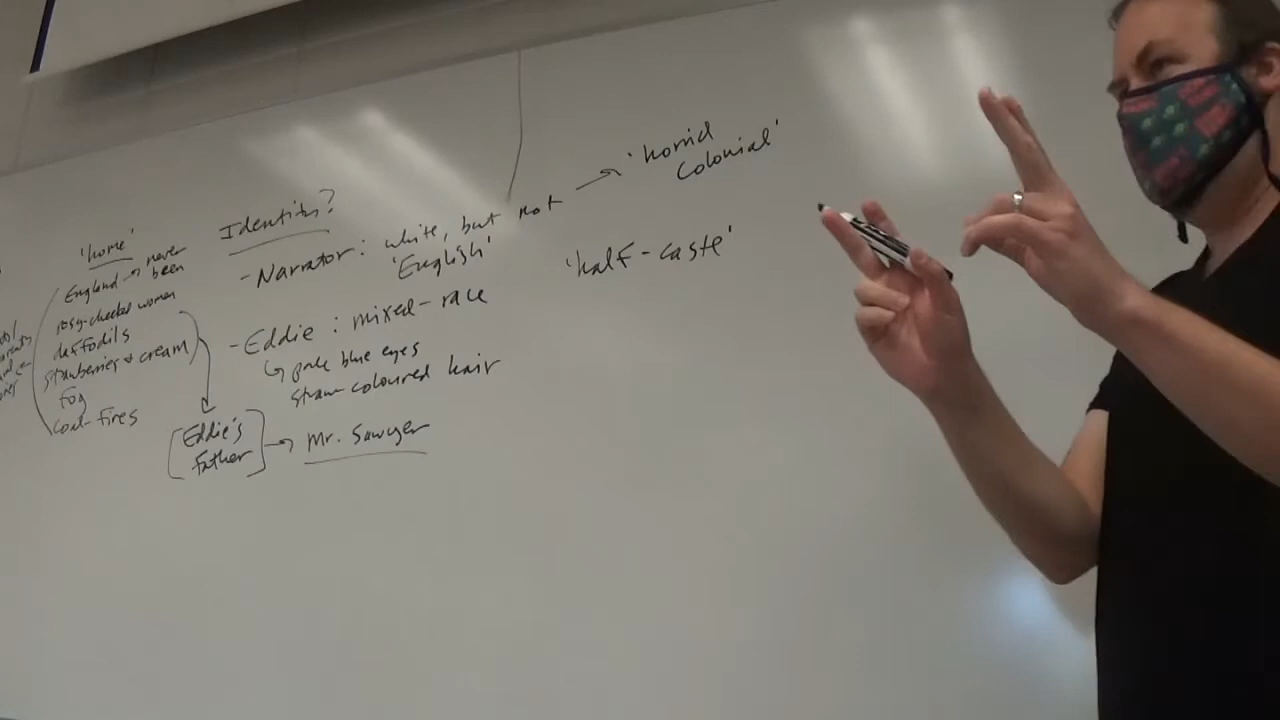 'home'
England → never been
rosy-cheeked women
daffodils
strawberries + cream
fog
coal fires
[Eddie's Father] → Mr. Sawyer
Identity?
- Narrator: white, but not 'English' → 'horrid colonial'
- Eddie: mixed-race
↳ pale blue eyes
straw-coloured hair
'half-caste'